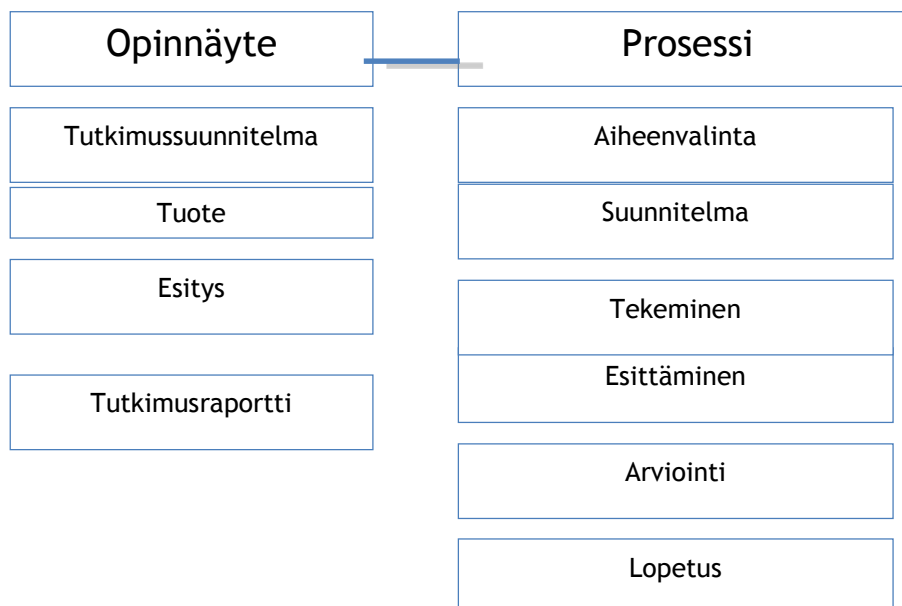 Opinnäyte
Tutkimussuunnitelma
Tuote
Esitys
Tutkimusraportti
Prosessi
Aiheenvalinta
Suunnitelma
Tekeminen
Esittäminen
Arviointi
Lopetus